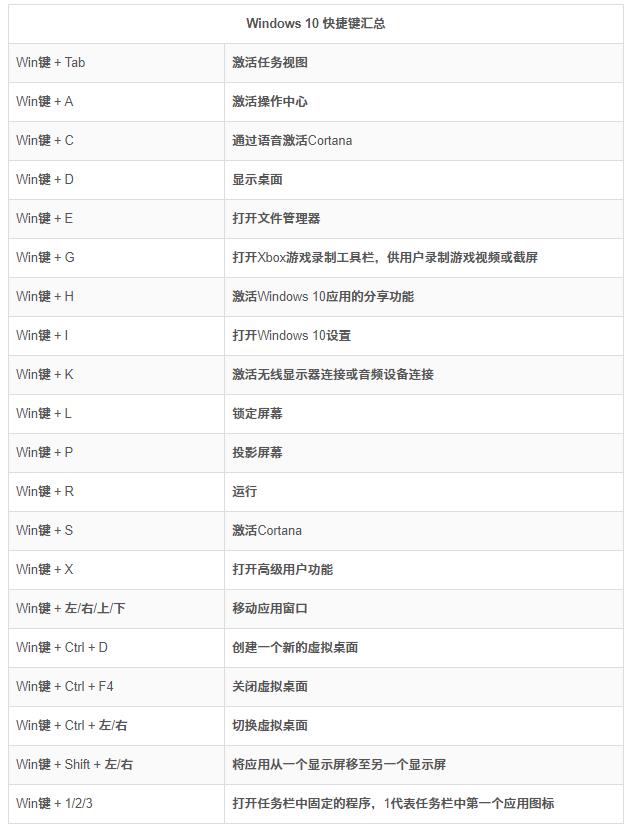 Windows 10 快捷键汇总
Win键 + Tab 激活任务视图
Win键 + A 激活操作中心
Win键 + C 通过语音激活Cortana
Win键 + D 显示桌面
Win键 + E 打开文件管理器
Win键 + G 打开Xbox游戏录制工具栏，供用户录制游戏视频或截屏
Win键 + H 激活Windows 10应用的分享功能
Win键 + I 打开Windows 10设置
Win键 + K 激活无线显示器连接或音频设备连接
Win键 + L 锁定屏幕
Win键 + P 投影屏幕
Win键 + R 运行
Win键 + S 激活Cortana
Win键 + X 打开高级用户功能
Win键 + 左/右/上/下 移动应用窗口
Win键 + Ctrl + D 创建一个新的虚拟桌面
Win键 + Ctrl + F4 关闭虚拟桌面
Win键 + Ctrl + 左/右 切换虚拟桌面
Win键 + Shift + 左/右 将应用从一个显示屏移至另一个显示屏
Win键 + 1/2/3 打开任务栏中固定的程序，1代表任务栏中第一个应用图标